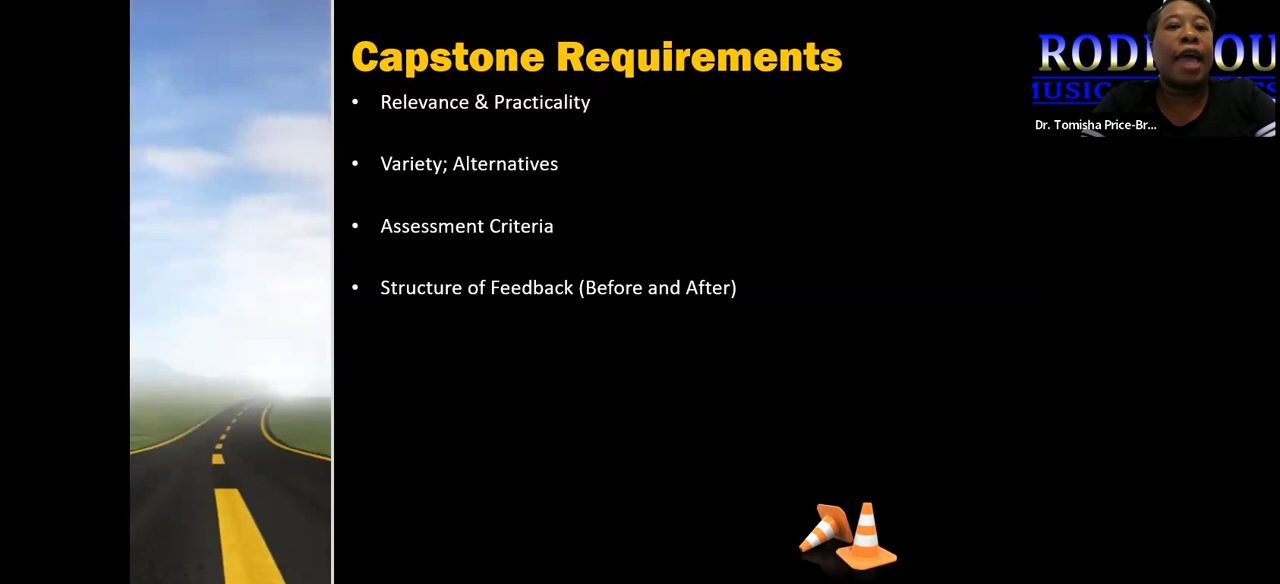 Capstone Requirements
• Relevance & Practicality
• Variety; Alternatives
• Assessment Criteria
• Structure of Feedback (Before and After)
Dr. Tomisha Price-Br...